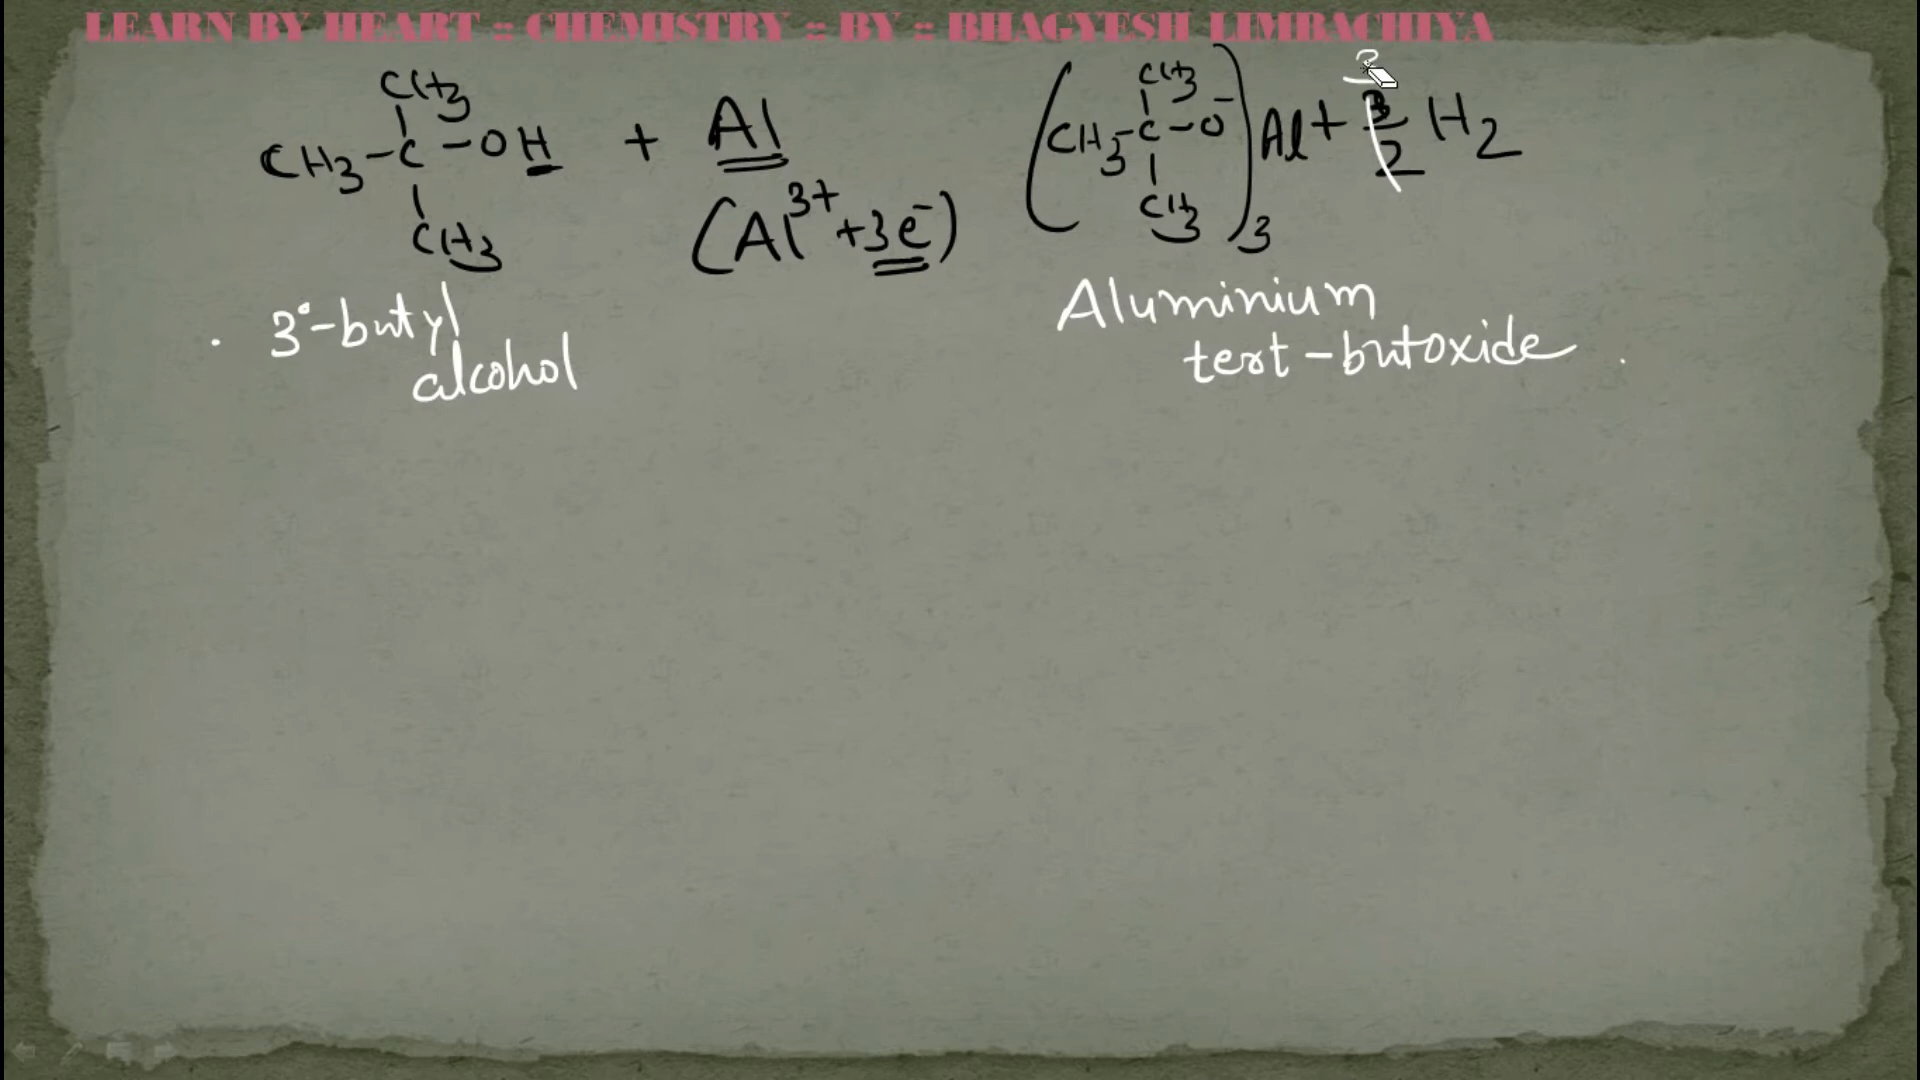 LEARN BY HEART :: CHEMISTRY :: BY :: BHAGYESH LIMBACHIYA
CH3 CH3
CH3-C-OH + Al (CH3-C-O⁻)3 Al + 3/2 H2
CH3 (Al3+ + 3e⁻) CH3
3°-butyl alcohol
Aluminium
tert-butoxide